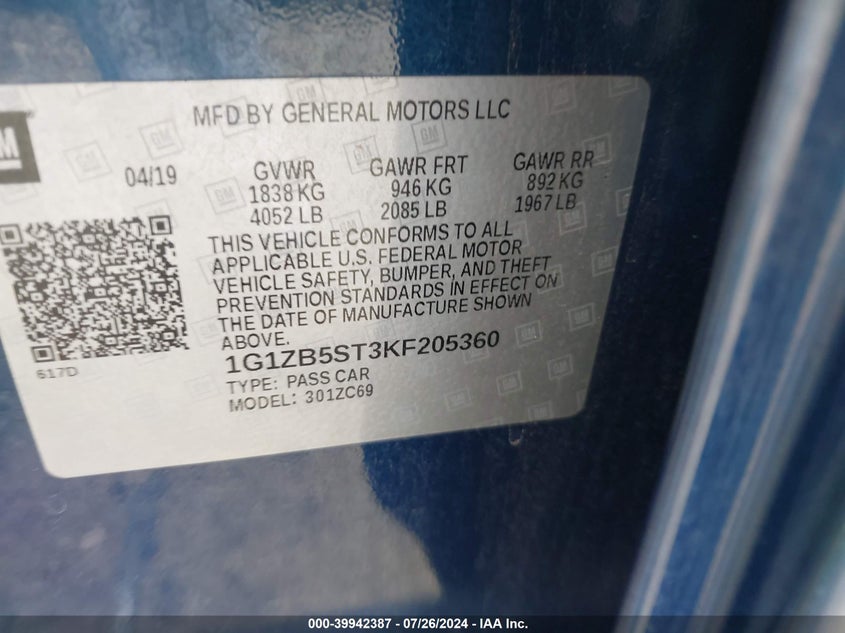 MFD BY GENERAL MOTORS LLC
GM
04/19 GVWR GAWR FRT GAWR RR
1838 KG 946 KG 892 KG
4052 LB 2085 LB 1967 LB
THIS VEHICLE CONFORMS TO ALL
APPLICABLE U.S. FEDERAL MOTOR
VEHICLE SAFETY, BUMPER, AND THEFT
PREVENTION STANDARDS IN EFFECT ON
THE DATE OF MANUFACTURE SHOWN
ABOVE.
617D
1G1ZB5ST3KF205360
TYPE: PASS CAR
MODEL: 301ZC69
000-39942387 / 07/26/2024 - IAA Inc.